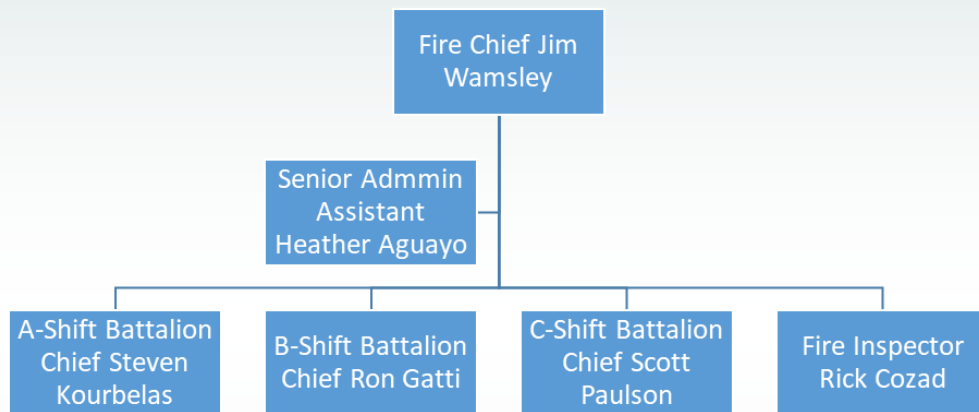 Fire Chief Jim
Wamsley
Senior Admmin
Assistant
Heather Aguayo
A-Shift Battalion
Chief Steven
Kourbelas
B-Shift Battalion
Chief Ron Gatti
C-Shift Battalion
Chief Scott
Paulson
Fire Inspector
Rick Cozad